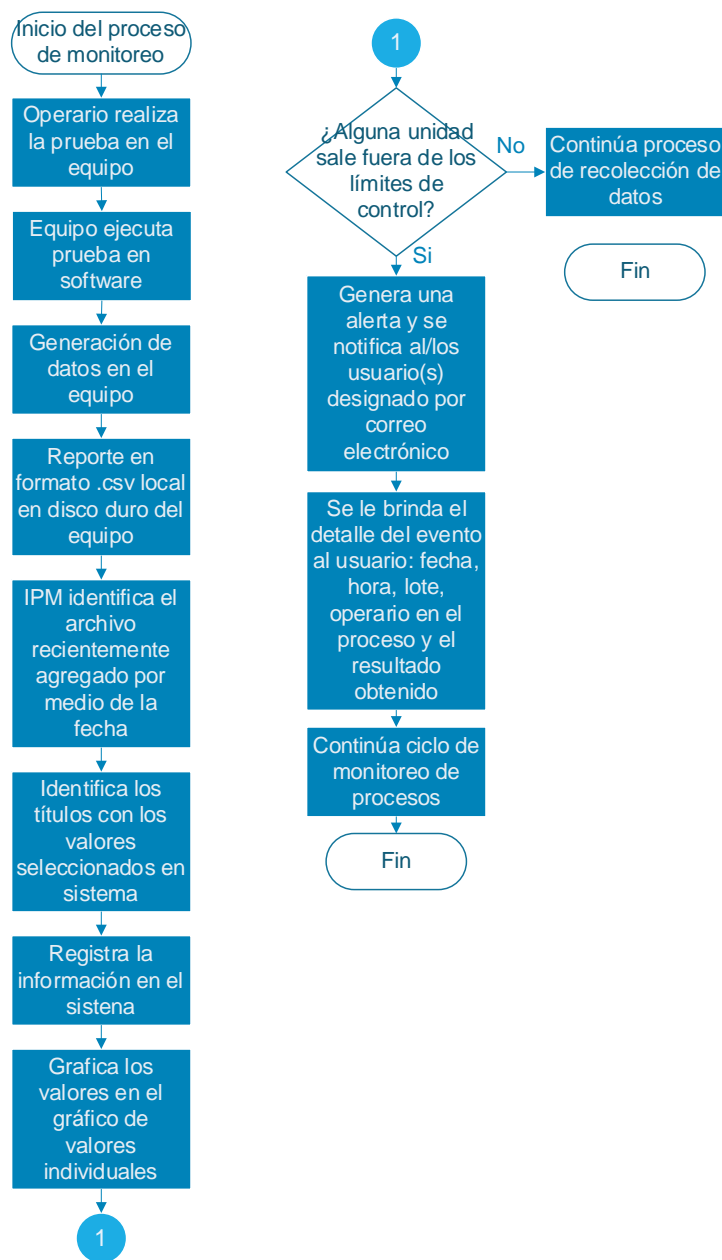 Inicio del proceso
de monitoreo
Operario realiza
la prueba en el
equipo
Equipo ejecuta
prueba en
software
Generación de
datos en el
equipo
Reporte en
formato .csv local
en disco duro del
equipo
IPM identifica el
archivo
recientemente
agregado por
medio de la
fecha
Identifica los
títulos con los
valores
seleccionados en
sistema
Registra la
información en el
sistena
Grafica los
valores en el
gráfico de
valores
individuales
1
1
¿Alguna unidad
sale fuera de los
límites de
control?
No
Continúa proceso
de recolección de
datos
Fin
Si
Genera una
alerta y se
notifica al/los
usuario(s)
designado por
correo
electrónico
Se le brinda el
detalle del evento
al usuario: fecha,
hora, lote,
operario en el
proceso y el
resultado
obtenido
Continúa ciclo de
monitoreo de
procesos
Fin